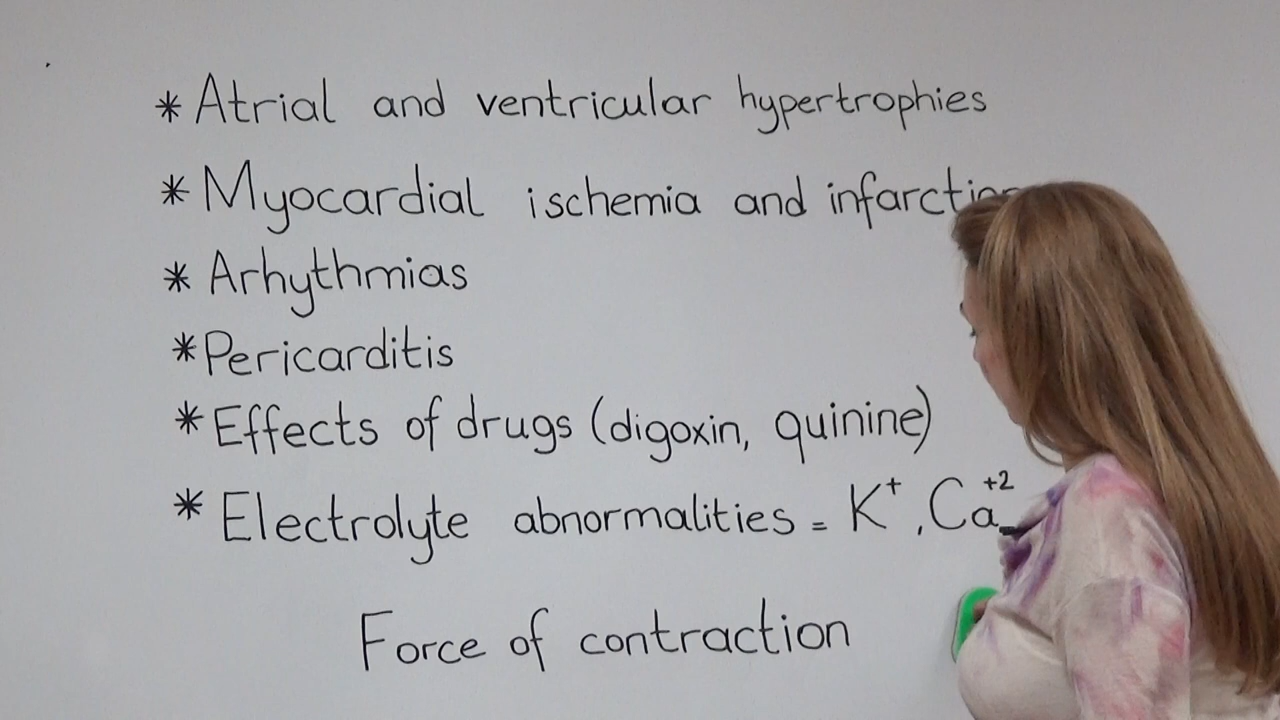 * Atrial and ventricular hypertrophies
* Myocardial ischemia and infarction
* Arhythmias
* Pericarditis
* Effects of drugs (digoxin, quinine)
* Electrolyte abnormalities = K⁺, Ca⁺²
Force of contraction